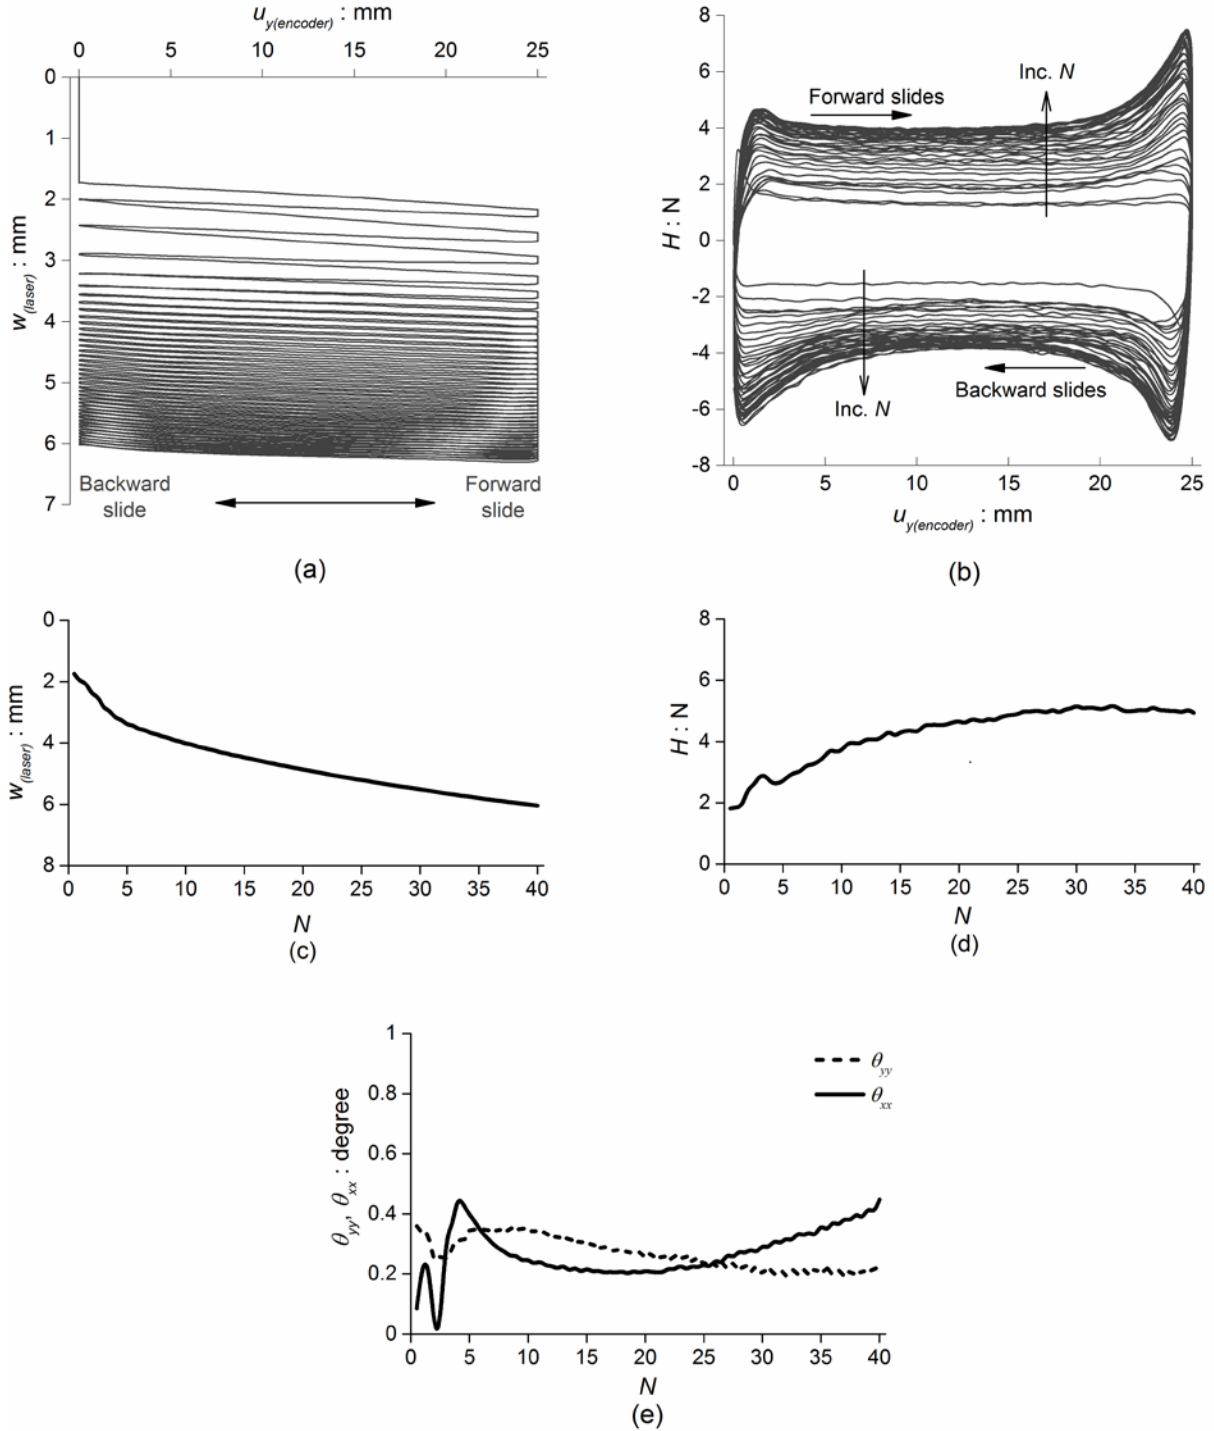 u_y(encoder) : mm
0 5 10 15 20 25
0
1
2
3
4
5
6
7
w_(laser) : mm
Backward slide
Forward slide
(a)
8
6
4
2
0
-2
-4
-6
-8
H : N
Forward slides
Inc. N
Inc. N
Backward slides
0 5 10 15 20 25
u_y(encoder) : mm
(b)
0
2
4
6
8
w_(laser) : mm
0 5 10 15 20 25 30 35 40
N
(c)
8
6
4
2
0
H : N
0 5 10 15 20 25 30 35 40
N
(d)
1
0.8
0.6
0.4
0.2
0
θ_yy, θ_xx : degree
θ_yy
θ_xx
0 5 10 15 20 25 30 35 40
N
(e)